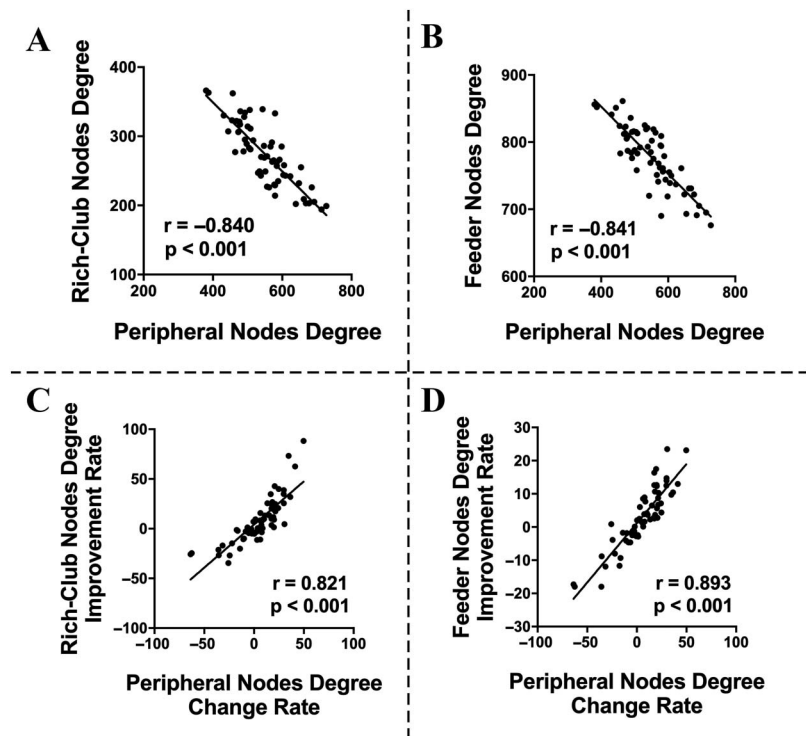 A
Rich-Club Nodes Degree
400
300
200
100
200
400
600
800
r = –0.840
p < 0.001
Peripheral Nodes Degree
B
Feeder Nodes Degree
900
800
700
600
200
400
600
800
r = –0.841
p < 0.001
Peripheral Nodes Degree
C
Rich-Club Nodes Degree
Improvement Rate
100
50
0
–50
–100
–100
–50
0
50
100
r = 0.821
p < 0.001
Peripheral Nodes Degree
Change Rate
D
Feeder Nodes Degree
Improvement Rate
30
20
10
0
–10
–20
–30
–100
–50
0
50
100
r = 0.893
p < 0.001
Peripheral Nodes Degree
Change Rate